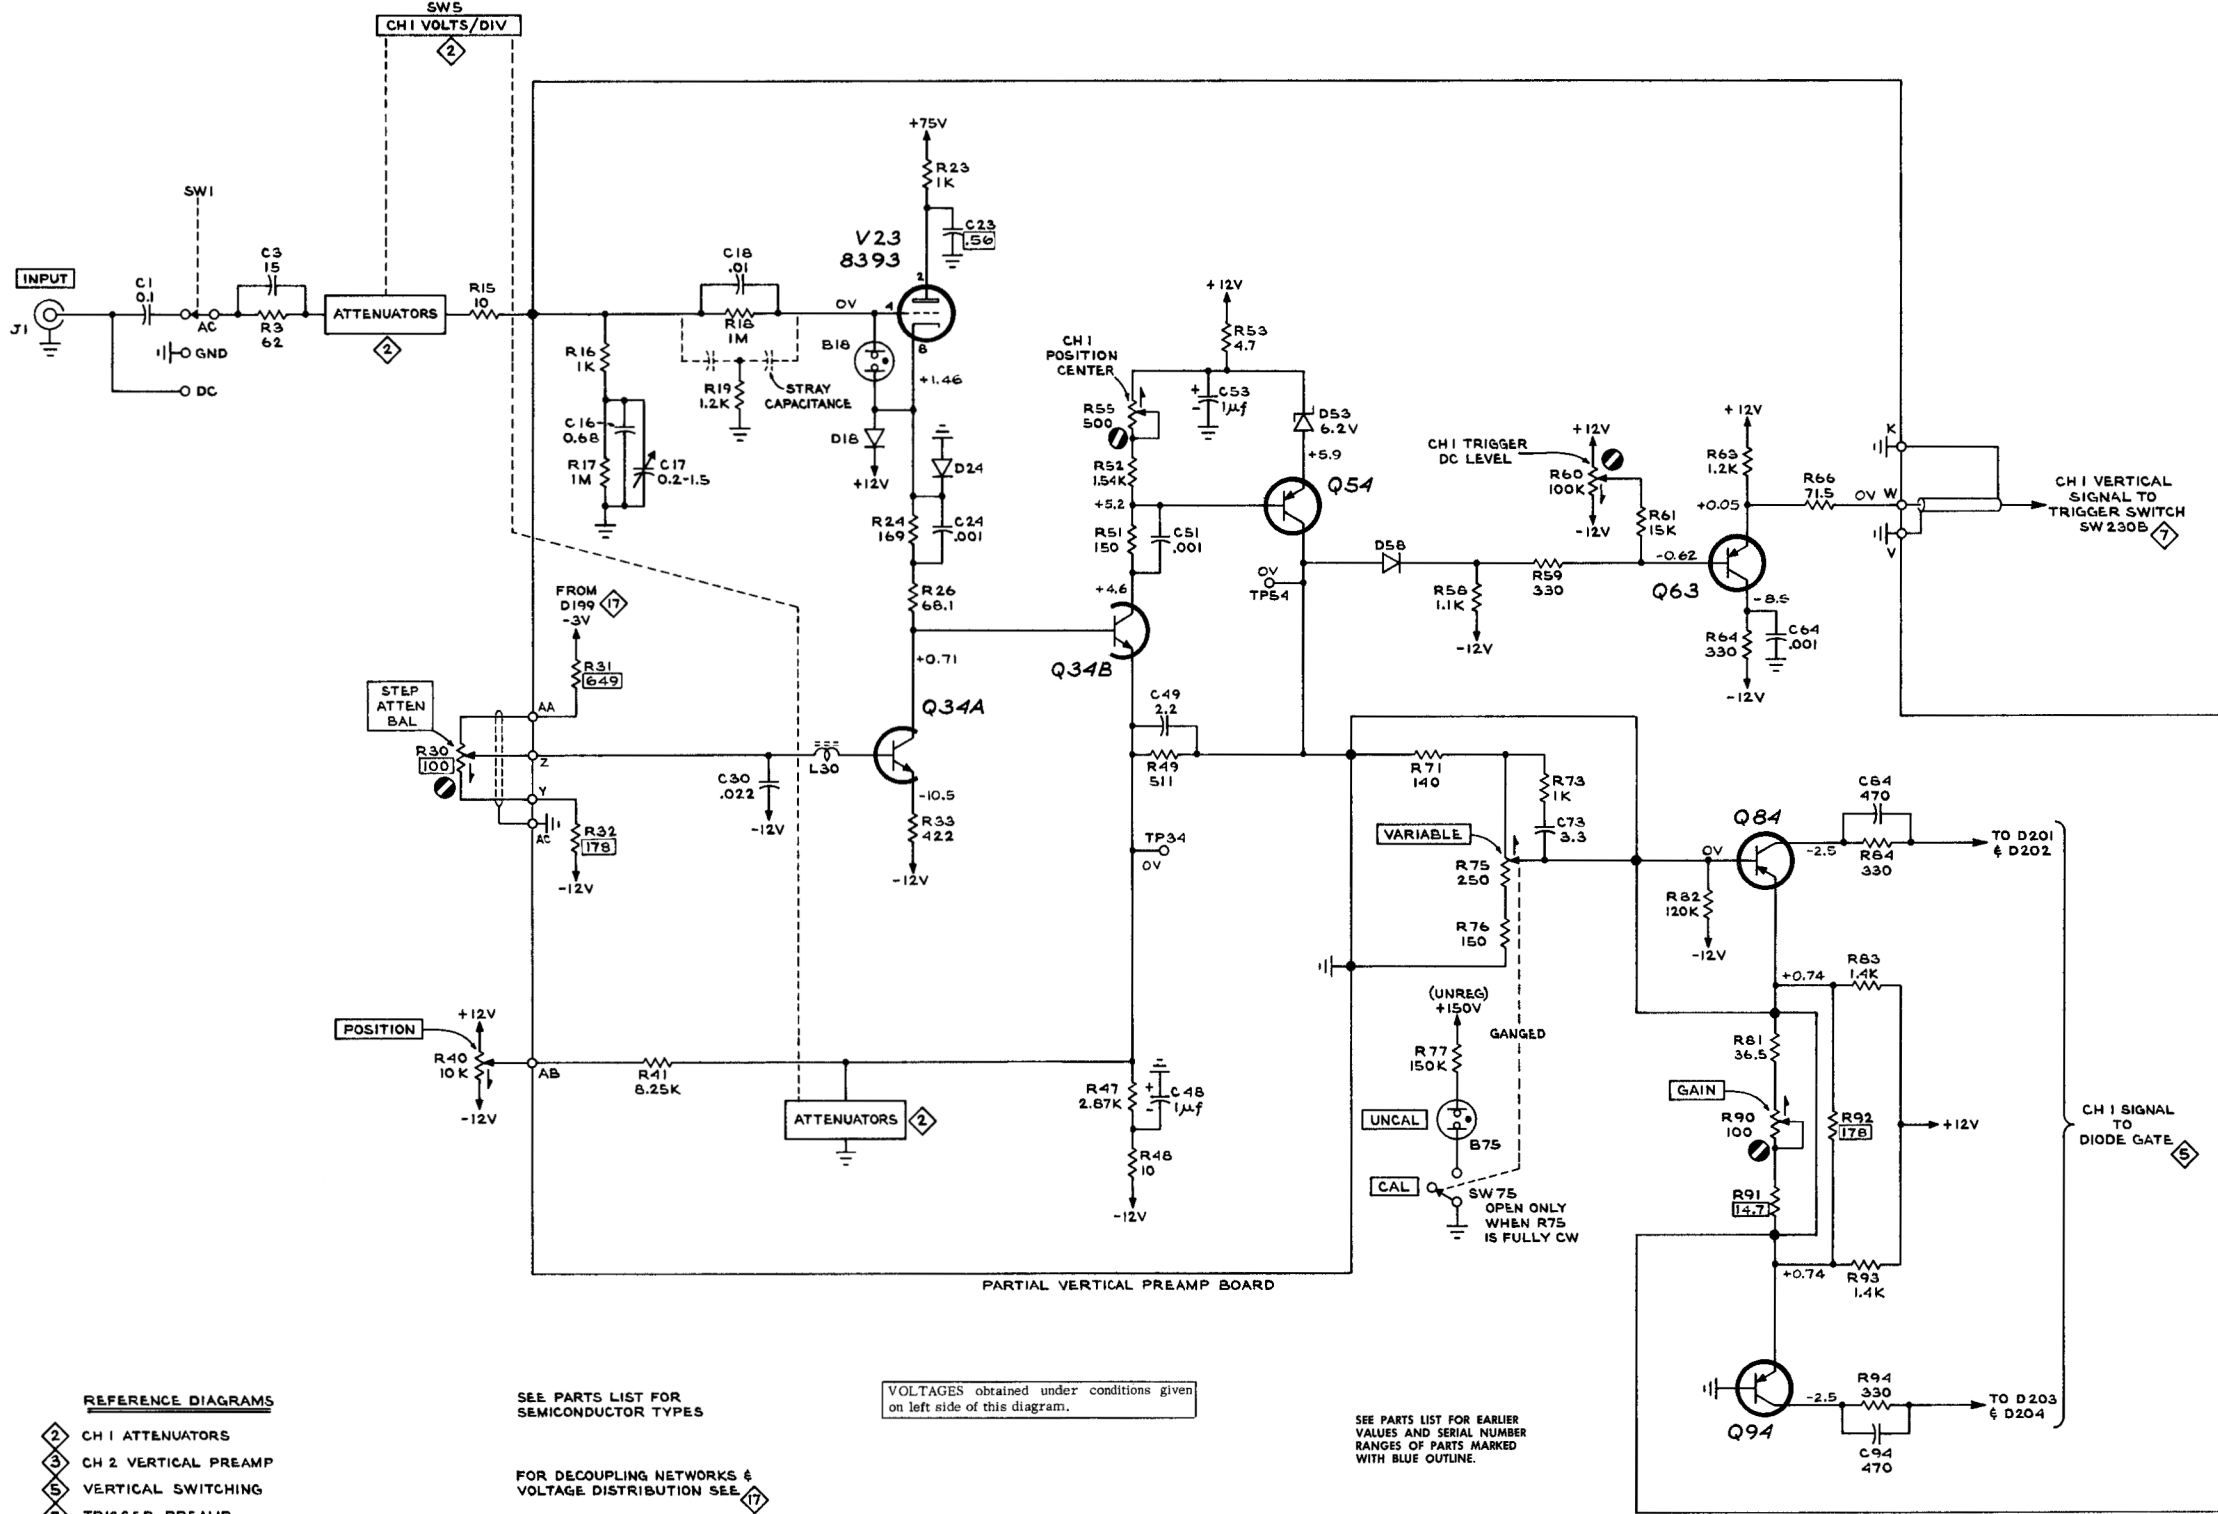 SW5
CH I VOLTS/DIV
2
SW1
INPUT
J1
C1
0.1
AC
GND
DC
C3
15
R3
62
ATTENUATORS
2
R15
10
R16
1K
C16
0.68
R17
1M
C17
0.2-1.5
C18
.01
R18
1M
R19
1.2K
STRAY
CAPACITANCE
+75V
R23
1K
C23
.56
V23
8393
2
4
8
0V
B18
+1.46
D18
+12V
D24
R24
169
C24
.001
R26
68.1
+0.71
Q34A
-10.5
R33
422
-12V
FROM
D199 17
-3V
R31
649
STEP
ATTEN
BAL
R30
100
AA
Z
Y
AC
R32
178
-12V
C30
.022
-12V
L30
+12V
R53
4.7
CH I
POSITION
CENTER
R55
500
C53
1µf
+
-
D53
6.2V
+5.9
R52
1.54K
+5.2
Q54
R51
150
C51
.001
+4.6
Q34B
0V
TP54
D58
R58
1.1K
-12V
R59
330
CH I TRIGGER
DC LEVEL
+12V
R60
100K
-12V
R61
15K
-0.62
Q63
+12V
R63
1.2K
+0.05
-8.5
R64
330
C64
.001
-12V
R66
71.5
0V
K
W
V
CH I VERTICAL
SIGNAL TO
TRIGGER SWITCH
SW230B 7
C49
2.2
R49
511
TP34
0V
R71
140
R73
1K
C73
3.3
VARIABLE
R75
250
R76
150
(UNREG)
+150V
GANGED
R77
150K
UNCAL
B75
CAL
SW75
OPEN ONLY
WHEN R75
IS FULLY CW
POSITION
+12V
R40
10K
-12V
AB
R41
8.25K
ATTENUATORS
2
R47
2.87K
C48
1µf
+
-
R48
10
-12V
PARTIAL VERTICAL PREAMP BOARD
0V
Q84
R82
120K
-12V
-2.5
C84
470
R84
330
TO D201
& D202
+0.74
R83
1.4K
R81
36.5
GAIN
R90
100
R92
178
+12V
R91
14.7
+0.74
R93
1.4K
Q94
-2.5
R94
330
C94
470
TO D203
& D204
CH I SIGNAL
TO
DIODE GATE 5
REFERENCE DIAGRAMS
2 CH I ATTENUATORS
3 CH 2 VERTICAL PREAMP
5 VERTICAL SWITCHING
SEE PARTS LIST FOR
SEMICONDUCTOR TYPES
FOR DECOUPLING NETWORKS &
VOLTAGE DISTRIBUTION SEE 17
VOLTAGES obtained under conditions given
on left side of this diagram.
SEE PARTS LIST FOR EARLIER
VALUES AND SERIAL NUMBER
RANGES OF PARTS MARKED
WITH BLUE OUTLINE.